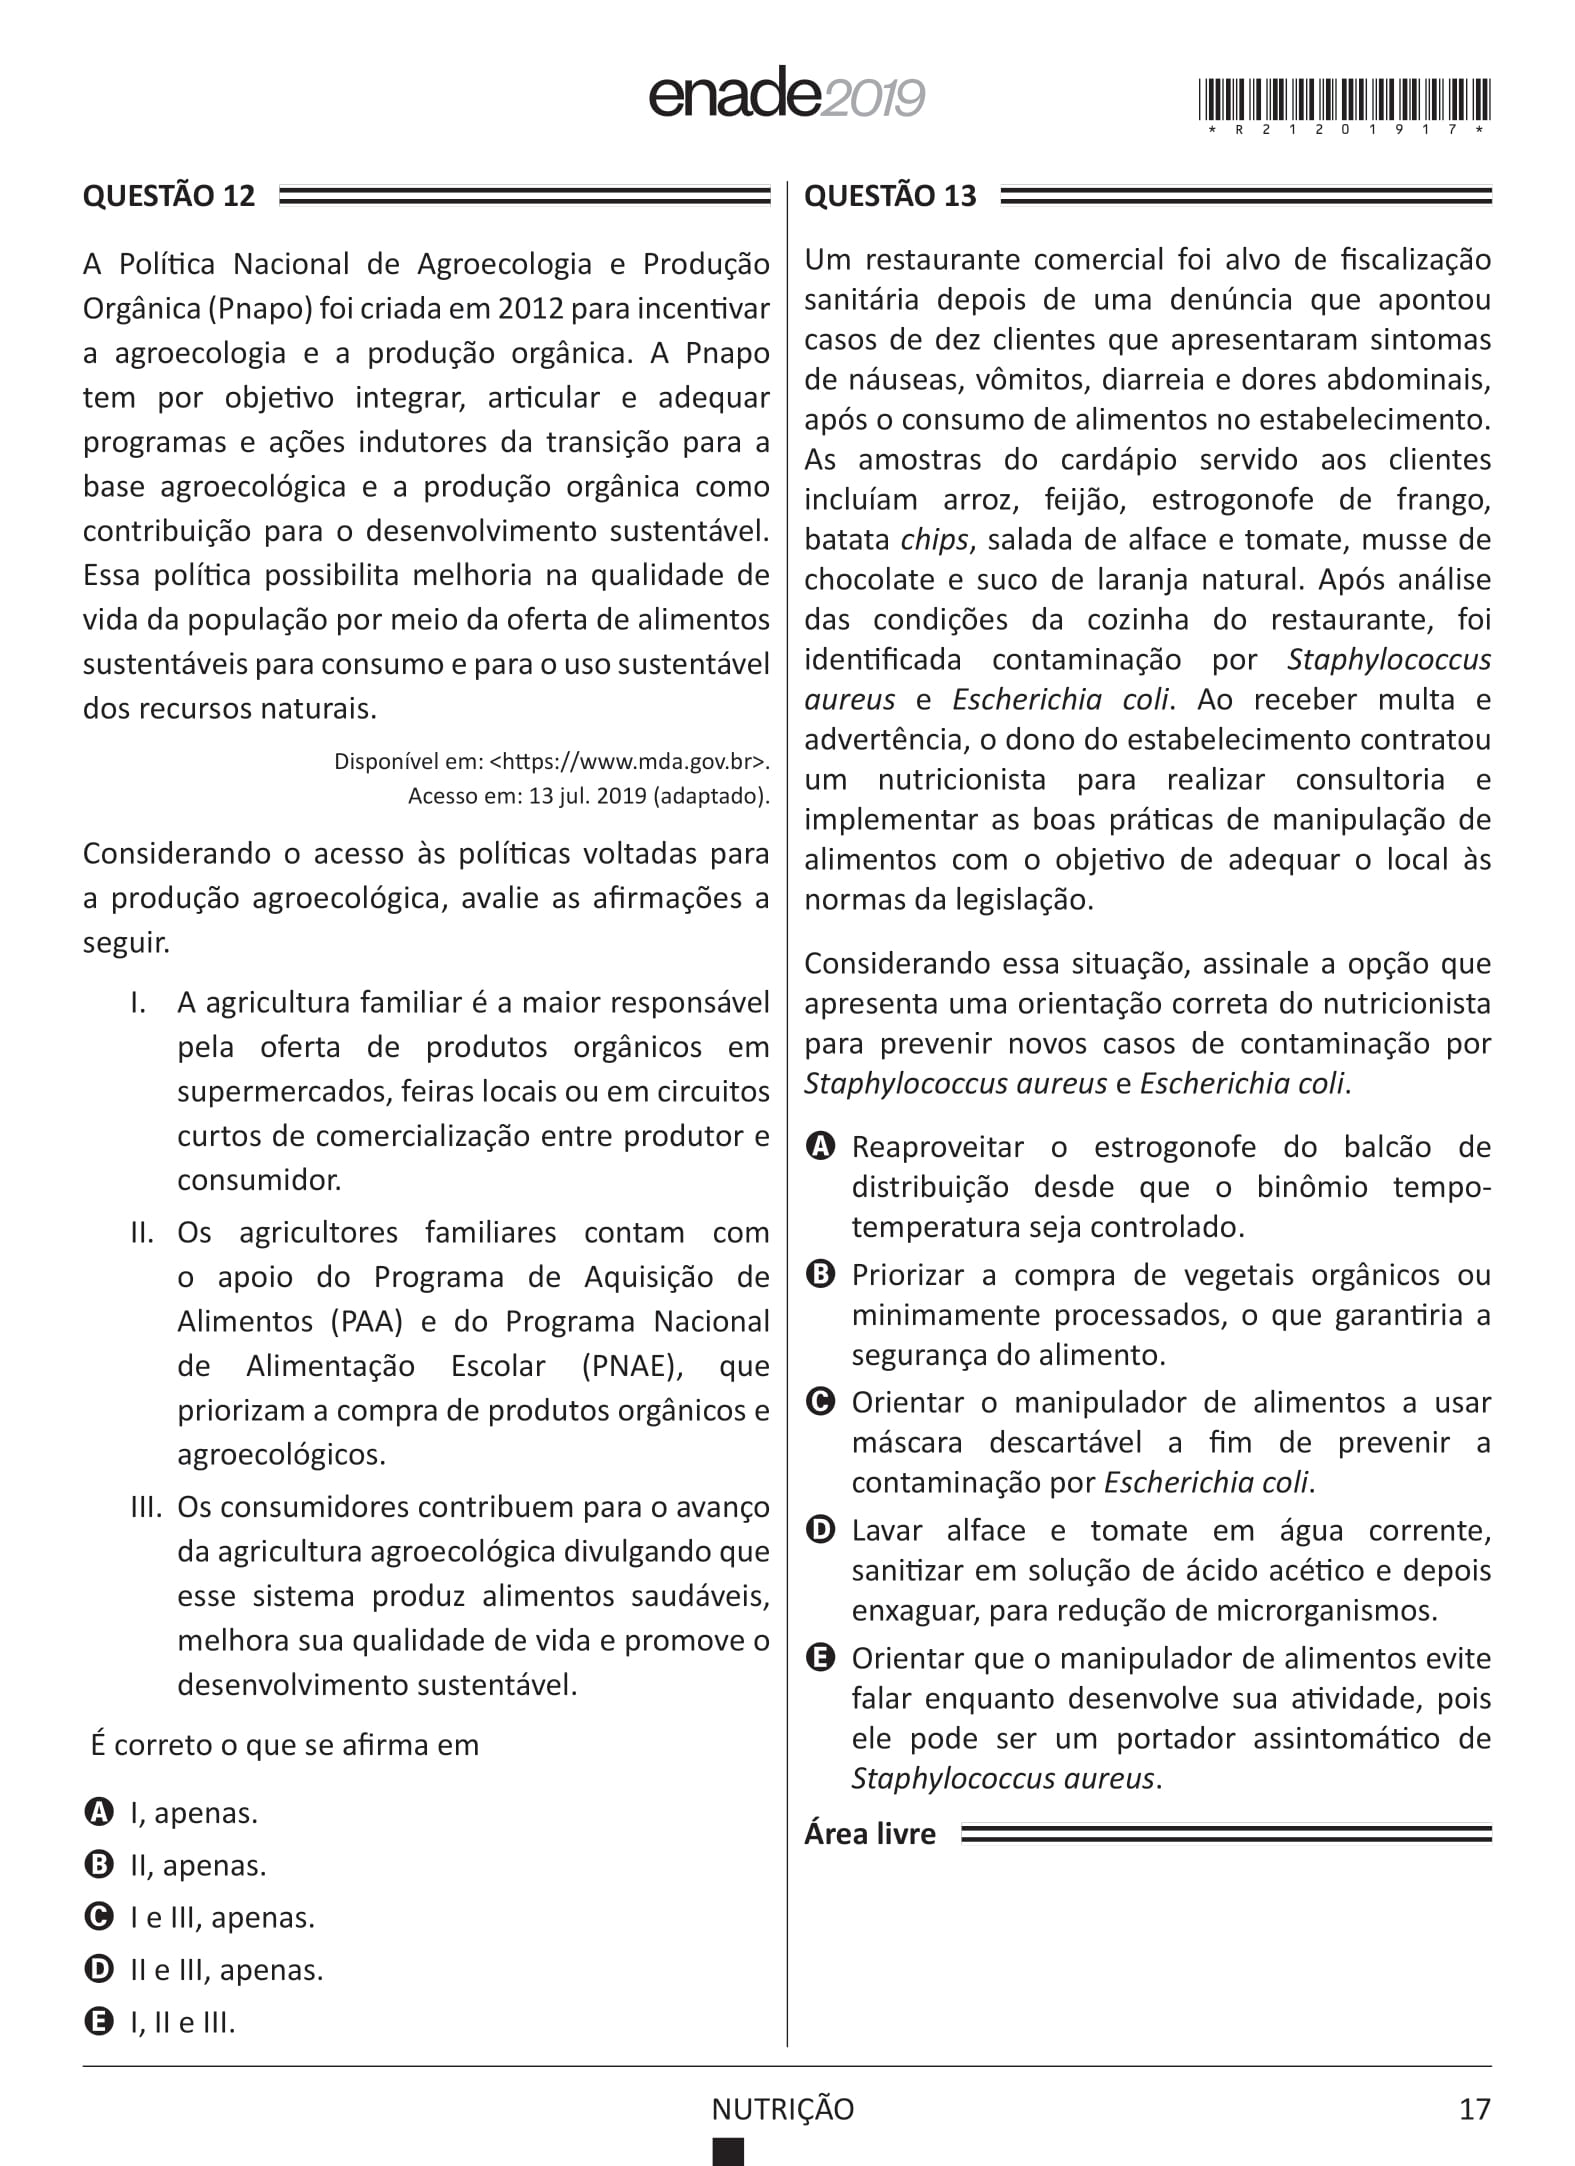 enade2019
*R21201917*
QUESTÃO 12
A Política Nacional de Agroecologia e Produção
Orgânica (Pnapo) foi criada em 2012 para incentivar
a agroecologia e a produção orgânica. A Pnapo
tem por objetivo integrar, articular e adequar
programas e ações indutores da transição para a
base agroecológica e a produção orgânica como
contribuição para o desenvolvimento sustentável.
Essa política possibilita melhoria na qualidade de
vida da população por meio da oferta de alimentos
sustentáveis para consumo e para o uso sustentável
dos recursos naturais.
Disponível em: <https://www.mda.gov.br>.
Acesso em: 13 jul. 2019 (adaptado).
Considerando o acesso às políticas voltadas para
a produção agroecológica, avalie as afirmações a
seguir.
I. A agricultura familiar é a maior responsável
pela oferta de produtos orgânicos em
supermercados, feiras locais ou em circuitos
curtos de comercialização entre produtor e
consumidor.
II. Os agricultores familiares contam com
o apoio do Programa de Aquisição de
Alimentos (PAA) e do Programa Nacional
de Alimentação Escolar (PNAE), que
priorizam a compra de produtos orgânicos e
agroecológicos.
III. Os consumidores contribuem para o avanço
da agricultura agroecológica divulgando que
esse sistema produz alimentos saudáveis,
melhora sua qualidade de vida e promove o
desenvolvimento sustentável.
É correto o que se afirma em
A I, apenas.
B II, apenas.
C I e III, apenas.
D II e III, apenas.
E I, II e III.
QUESTÃO 13
Um restaurante comercial foi alvo de fiscalização
sanitária depois de uma denúncia que apontou
casos de dez clientes que apresentaram sintomas
de náuseas, vômitos, diarreia e dores abdominais,
após o consumo de alimentos no estabelecimento.
As amostras do cardápio servido aos clientes
incluíam arroz, feijão, estrogonofe de frango,
batata chips, salada de alface e tomate, musse de
chocolate e suco de laranja natural. Após análise
das condições da cozinha do restaurante, foi
identificada contaminação por Staphylococcus
aureus e Escherichia coli. Ao receber multa e
advertência, o dono do estabelecimento contratou
um nutricionista para realizar consultoria e
implementar as boas práticas de manipulação de
alimentos com o objetivo de adequar o local às
normas da legislação.
Considerando essa situação, assinale a opção que
apresenta uma orientação correta do nutricionista
para prevenir novos casos de contaminação por
Staphylococcus aureus e Escherichia coli.
A Reaproveitar o estrogonofe do balcão de
distribuição desde que o binômio tempo-
temperatura seja controlado.
B Priorizar a compra de vegetais orgânicos ou
minimamente processados, o que garantiria a
segurança do alimento.
C Orientar o manipulador de alimentos a usar
máscara descartável a fim de prevenir a
contaminação por Escherichia coli.
D Lavar alface e tomate em água corrente,
sanitizar em solução de ácido acético e depois
enxaguar, para redução de microrganismos.
E Orientar que o manipulador de alimentos evite
falar enquanto desenvolve sua atividade, pois
ele pode ser um portador assintomático de
Staphylococcus aureus.
Área livre
NUTRIÇÃO
17